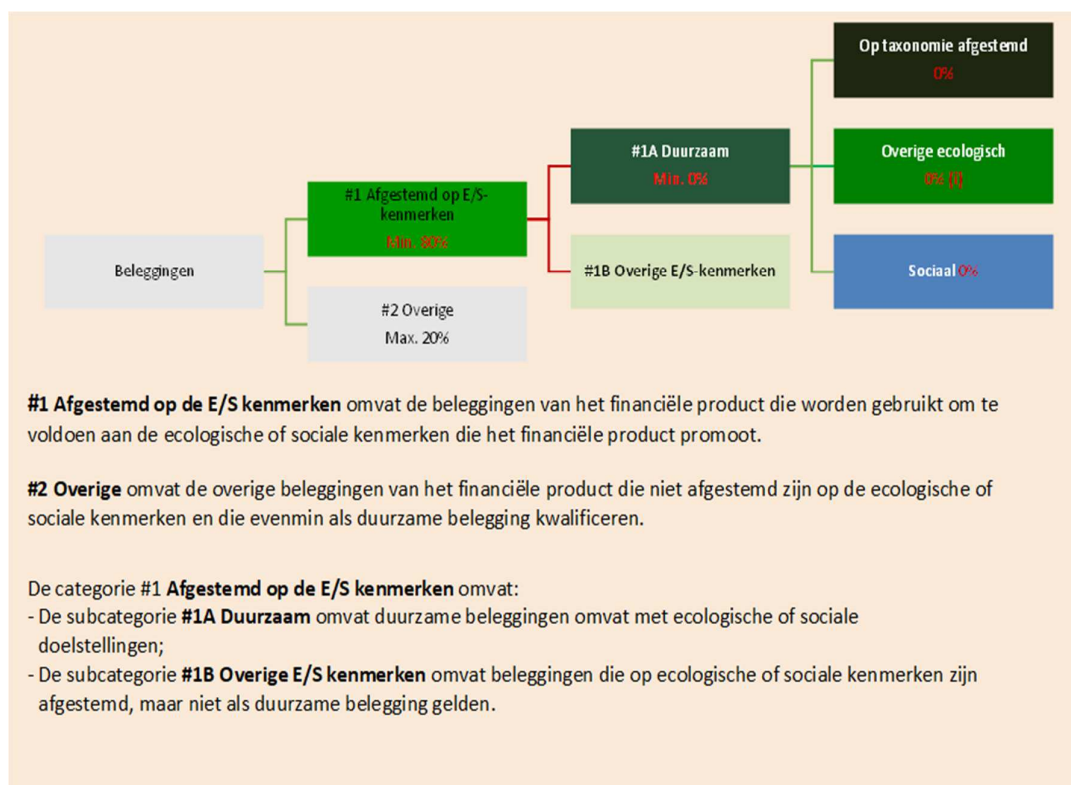 Op taxonomie afgestemd
0%
#1A Duurzaam
Min. 0%
Overige ecologisch
0% (i)
#1 Afgestemd op E/S-
kenmerken
Min. 80%
Beleggingen
#1B Overige E/S-kenmerken
Sociaal 0%
#2 Overige
Max. 20%
#1 Afgestemd op de E/S kenmerken omvat de beleggingen van het financiële product die worden gebruikt om te
voldoen aan de ecologische of sociale kenmerken die het financiële product promoot.
#2 Overige omvat de overige beleggingen van het financiële product die niet afgestemd zijn op de ecologische of
sociale kenmerken en die evenmin als duurzame belegging kwalificeren.
De categorie #1 Afgestemd op de E/S kenmerken omvat:
- De subcategorie #1A Duurzaam omvat duurzame beleggingen omvat met ecologische of sociale
doelstellingen;
- De subcategorie #1B Overige E/S kenmerken omvat beleggingen die op ecologische of sociale kenmerken zijn
afgestemd, maar niet als duurzame belegging gelden.